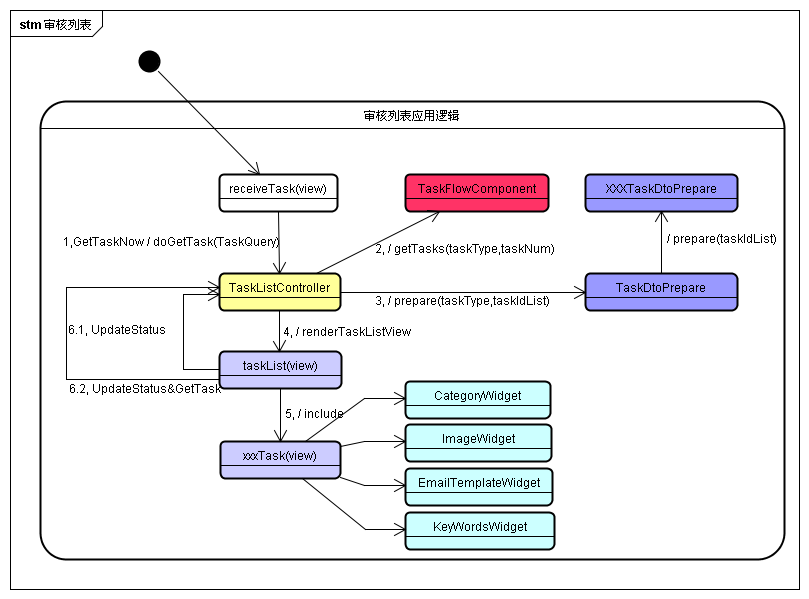 stm 审核列表
审核列表应用逻辑
receiveTask(view)
TaskFlowComponent
XXXTaskDtoPrepare
1,GetTaskNow / doGetTask(TaskQuery)
2, / getTasks(taskType,taskNum)
/ prepare(taskIdList)
TaskListController
TaskDtoPrepare
3, / prepare(taskType,taskIdList)
6.1, UpdateStatus
4, / renderTaskListView
taskList(view)
6.2, UpdateStatus&GetTask
CategoryWidget
5, / include
ImageWidget
xxxTask(view)
EmailTemplateWidget
KeyWordsWidget